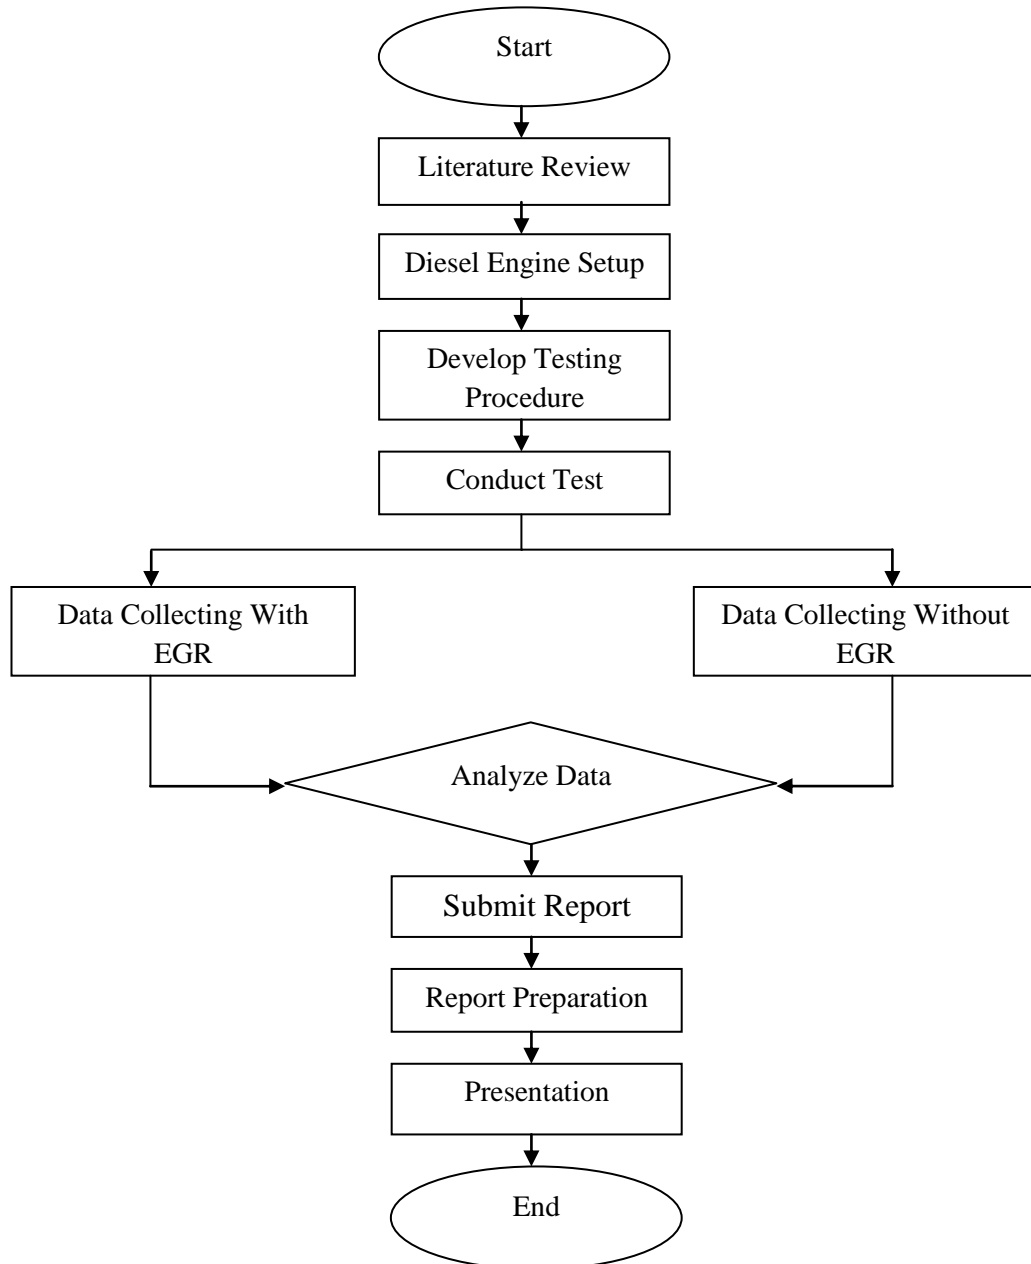 Start
Literature Review
Diesel Engine Setup
Develop Testing
Procedure
Conduct Test
Data Collecting With
EGR
Data Collecting Without
EGR
Analyze Data
Submit Report
Report Preparation
Presentation
End